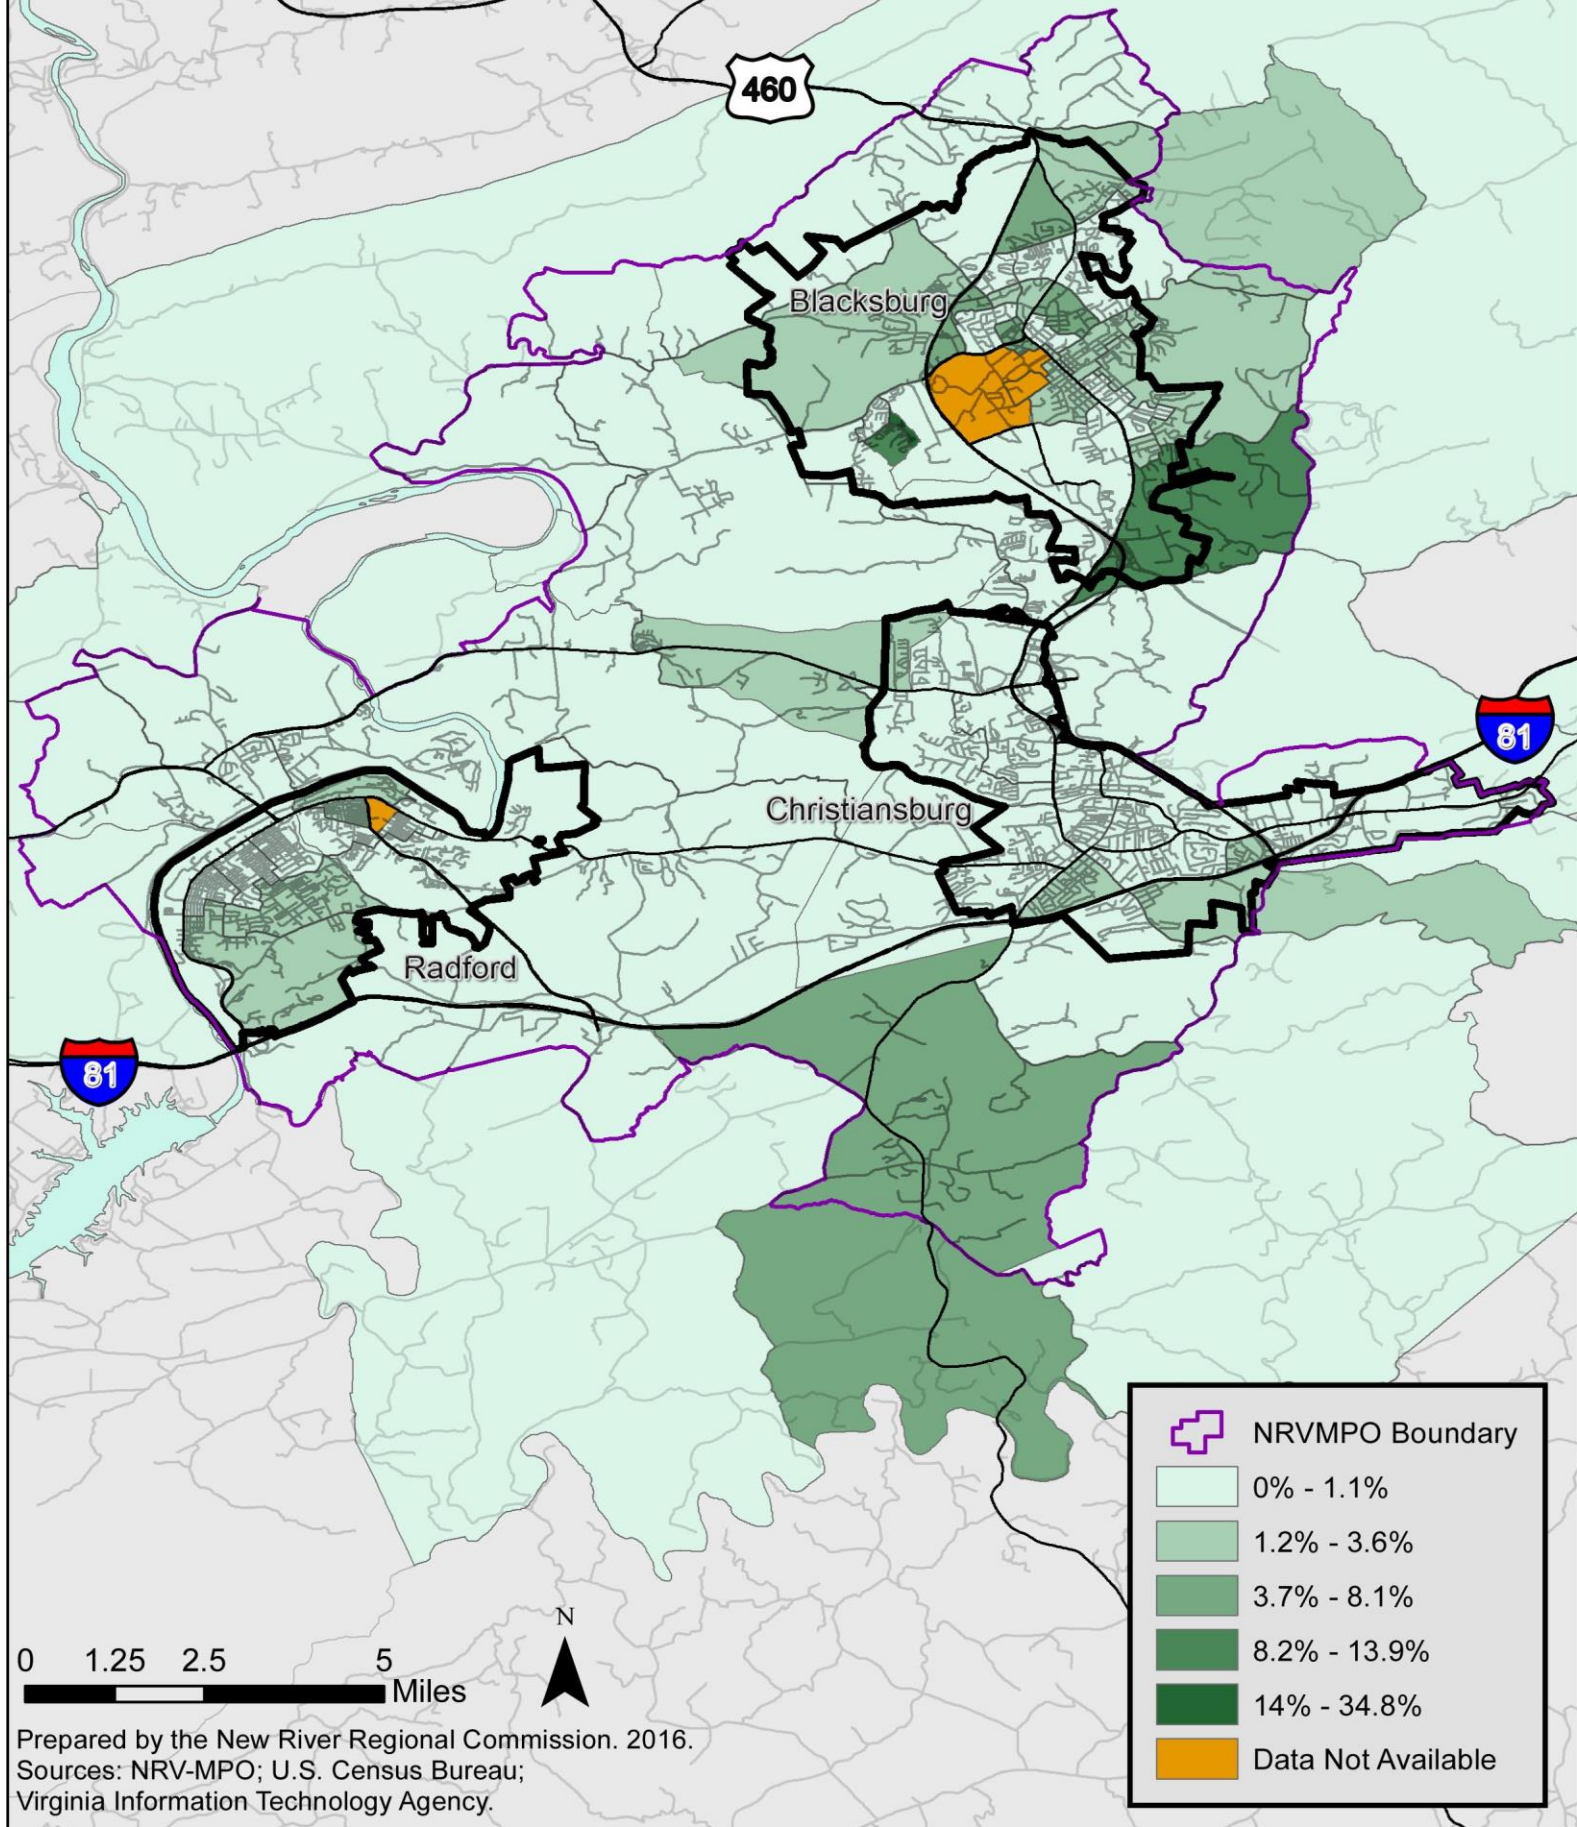 460
Blacksburg
81
Christiansburg
Radford
81
NRVMPO Boundary
0% - 1.1%
1.2% - 3.6%
3.7% - 8.1%
8.2% - 13.9%
14% - 34.8%
Data Not Available
N
0 1.25 2.5 5
Miles
Prepared by the New River Regional Commission. 2016.
Sources: NRV-MPO; U.S. Census Bureau;
Virginia Information Technology Agency.